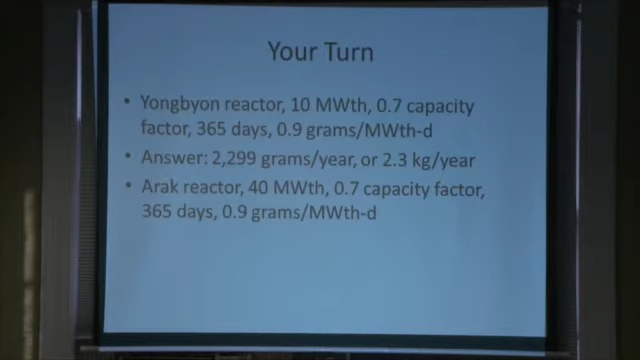 Your Turn
• Yongbyon reactor, 10 MWth, 0.7 capacity
factor, 365 days, 0.9 grams/MWth-d
• Answer: 2,299 grams/year, or 2.3 kg/year
• Arak reactor, 40 MWth, 0.7 capacity factor,
365 days, 0.9 grams/MWth-d